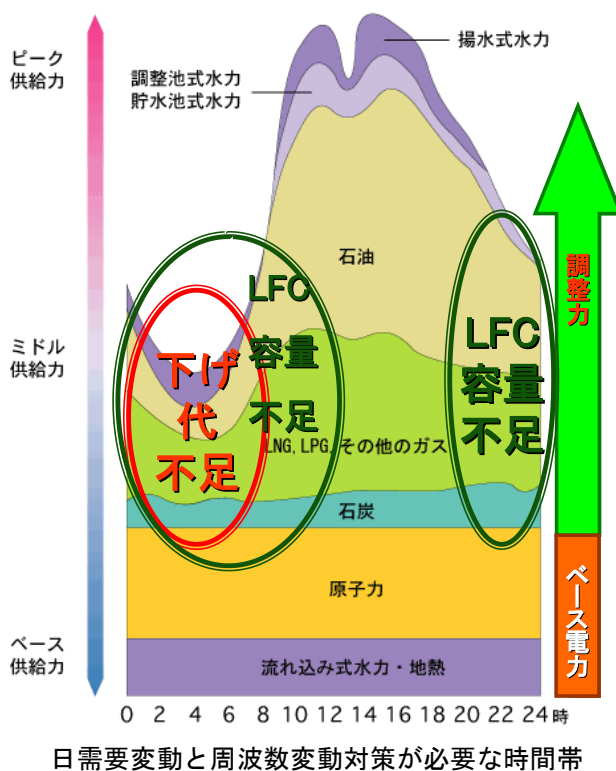 ピーク
供給力
揚水式水力
調整池式水力
貯水池式水力
石油
調整力
LFC
容量
不足
下げ
代
不足
LFC
容量
不足
ミドル
供給力
LNG, LPG, その他のガス
石炭
原子力
ベース電力
ベース
供給力
流れ込み式水力・地熱
0 2 4 6 8 10 12 14 16 18 20 22 24 時
日需要変動と周波数変動対策が必要な時間帯